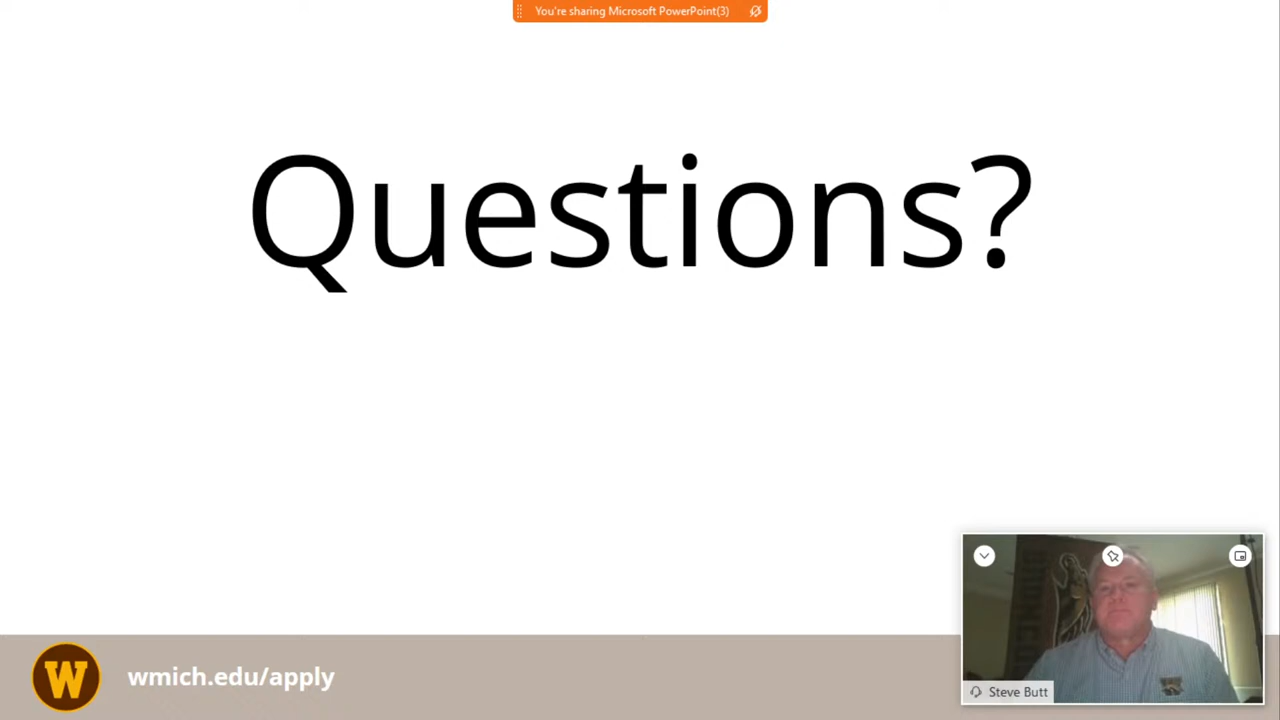 You're sharing Microsoft PowerPoint(3)
Questions?
W
wmich.edu/apply
Steve Butt